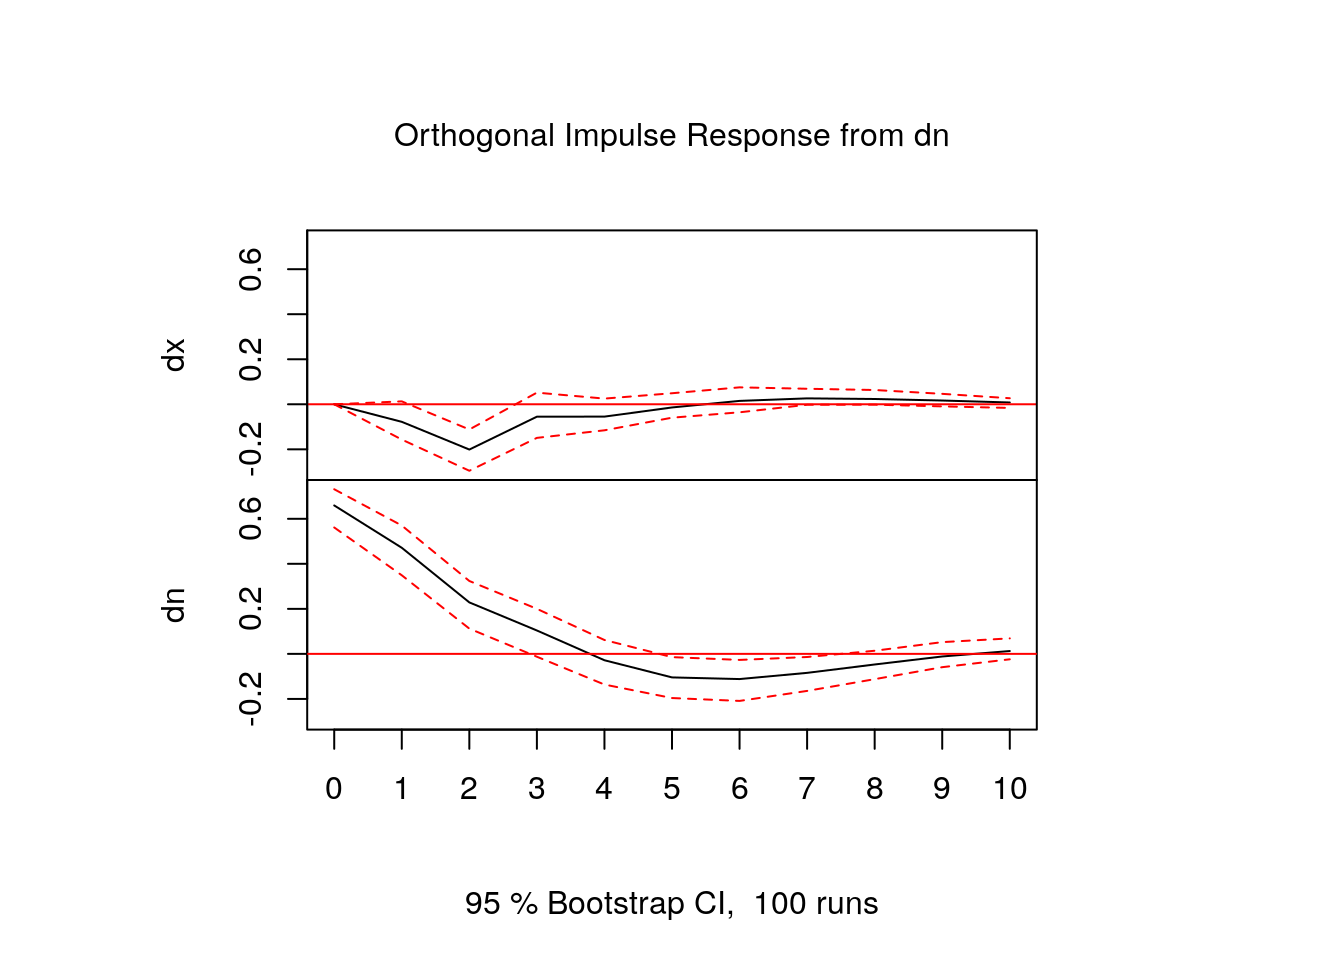 Orthogonal Impulse Response from dn
dx
0.6
0.2
-0.2
dn
0.6
0.2
-0.2
0 1 2 3 4 5 6 7 8 9 10
95 % Bootstrap CI,  100 runs